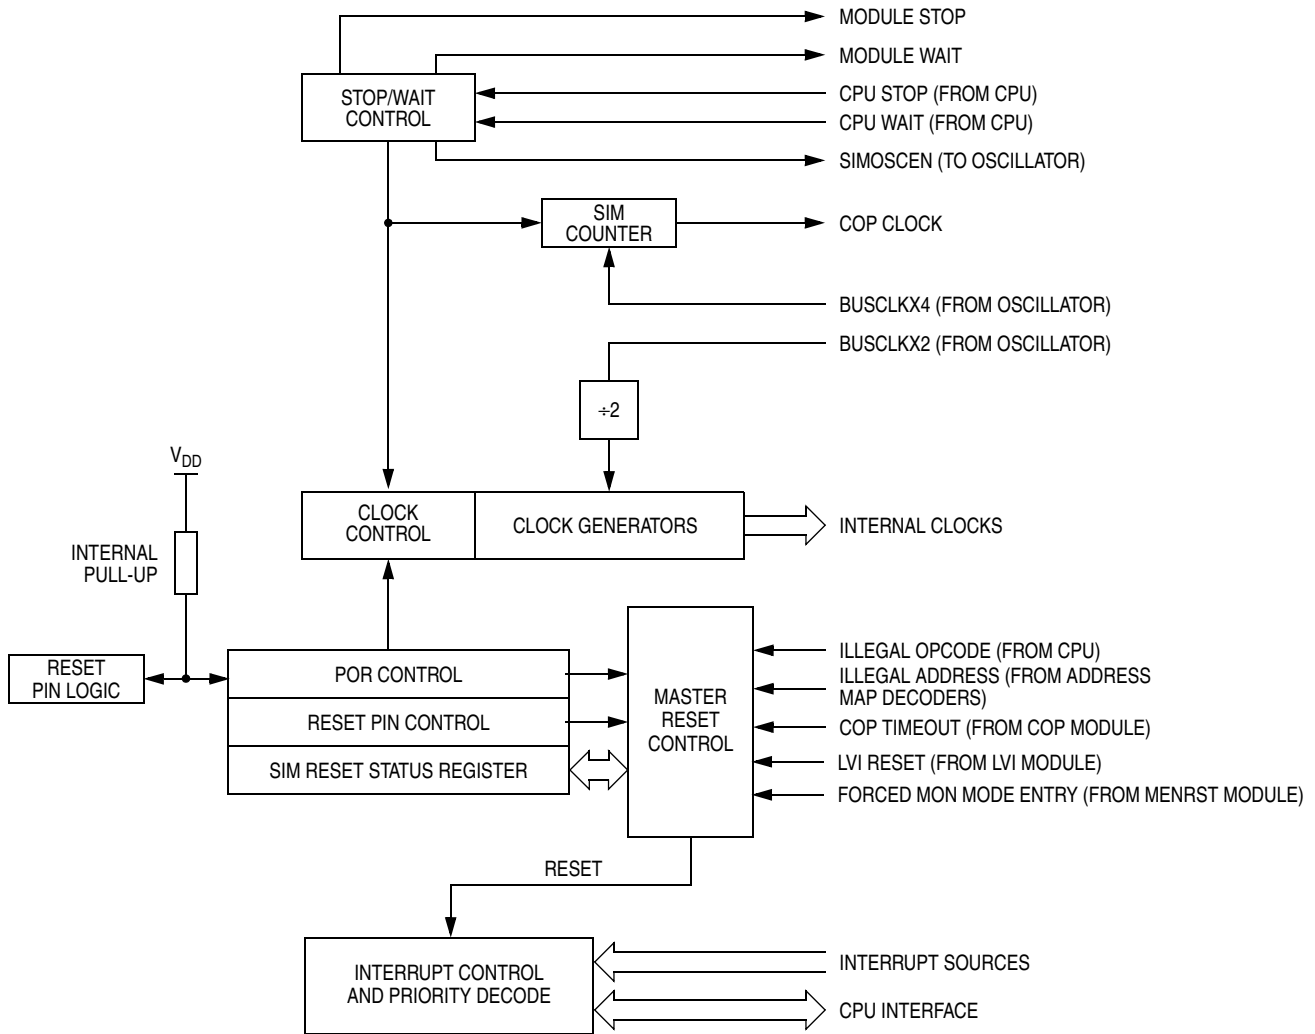 MODULE STOP
MODULE WAIT
STOP/WAIT
CONTROL
CPU STOP (FROM CPU)
CPU WAIT (FROM CPU)
SIMOSCEN (TO OSCILLATOR)
SIM
COUNTER
COP CLOCK
BUSCLKX4 (FROM OSCILLATOR)
BUSCLKX2 (FROM OSCILLATOR)
÷2
VDD
CLOCK
CONTROL
CLOCK GENERATORS
INTERNAL CLOCKS
INTERNAL
PULL-UP
RESET
PIN LOGIC
POR CONTROL
RESET PIN CONTROL
SIM RESET STATUS REGISTER
MASTER
RESET
CONTROL
ILLEGAL OPCODE (FROM CPU)
ILLEGAL ADDRESS (FROM ADDRESS
MAP DECODERS)
COP TIMEOUT (FROM COP MODULE)
LVI RESET (FROM LVI MODULE)
FORCED MON MODE ENTRY (FROM MENRST MODULE)
RESET
INTERRUPT CONTROL
AND PRIORITY DECODE
INTERRUPT SOURCES
CPU INTERFACE